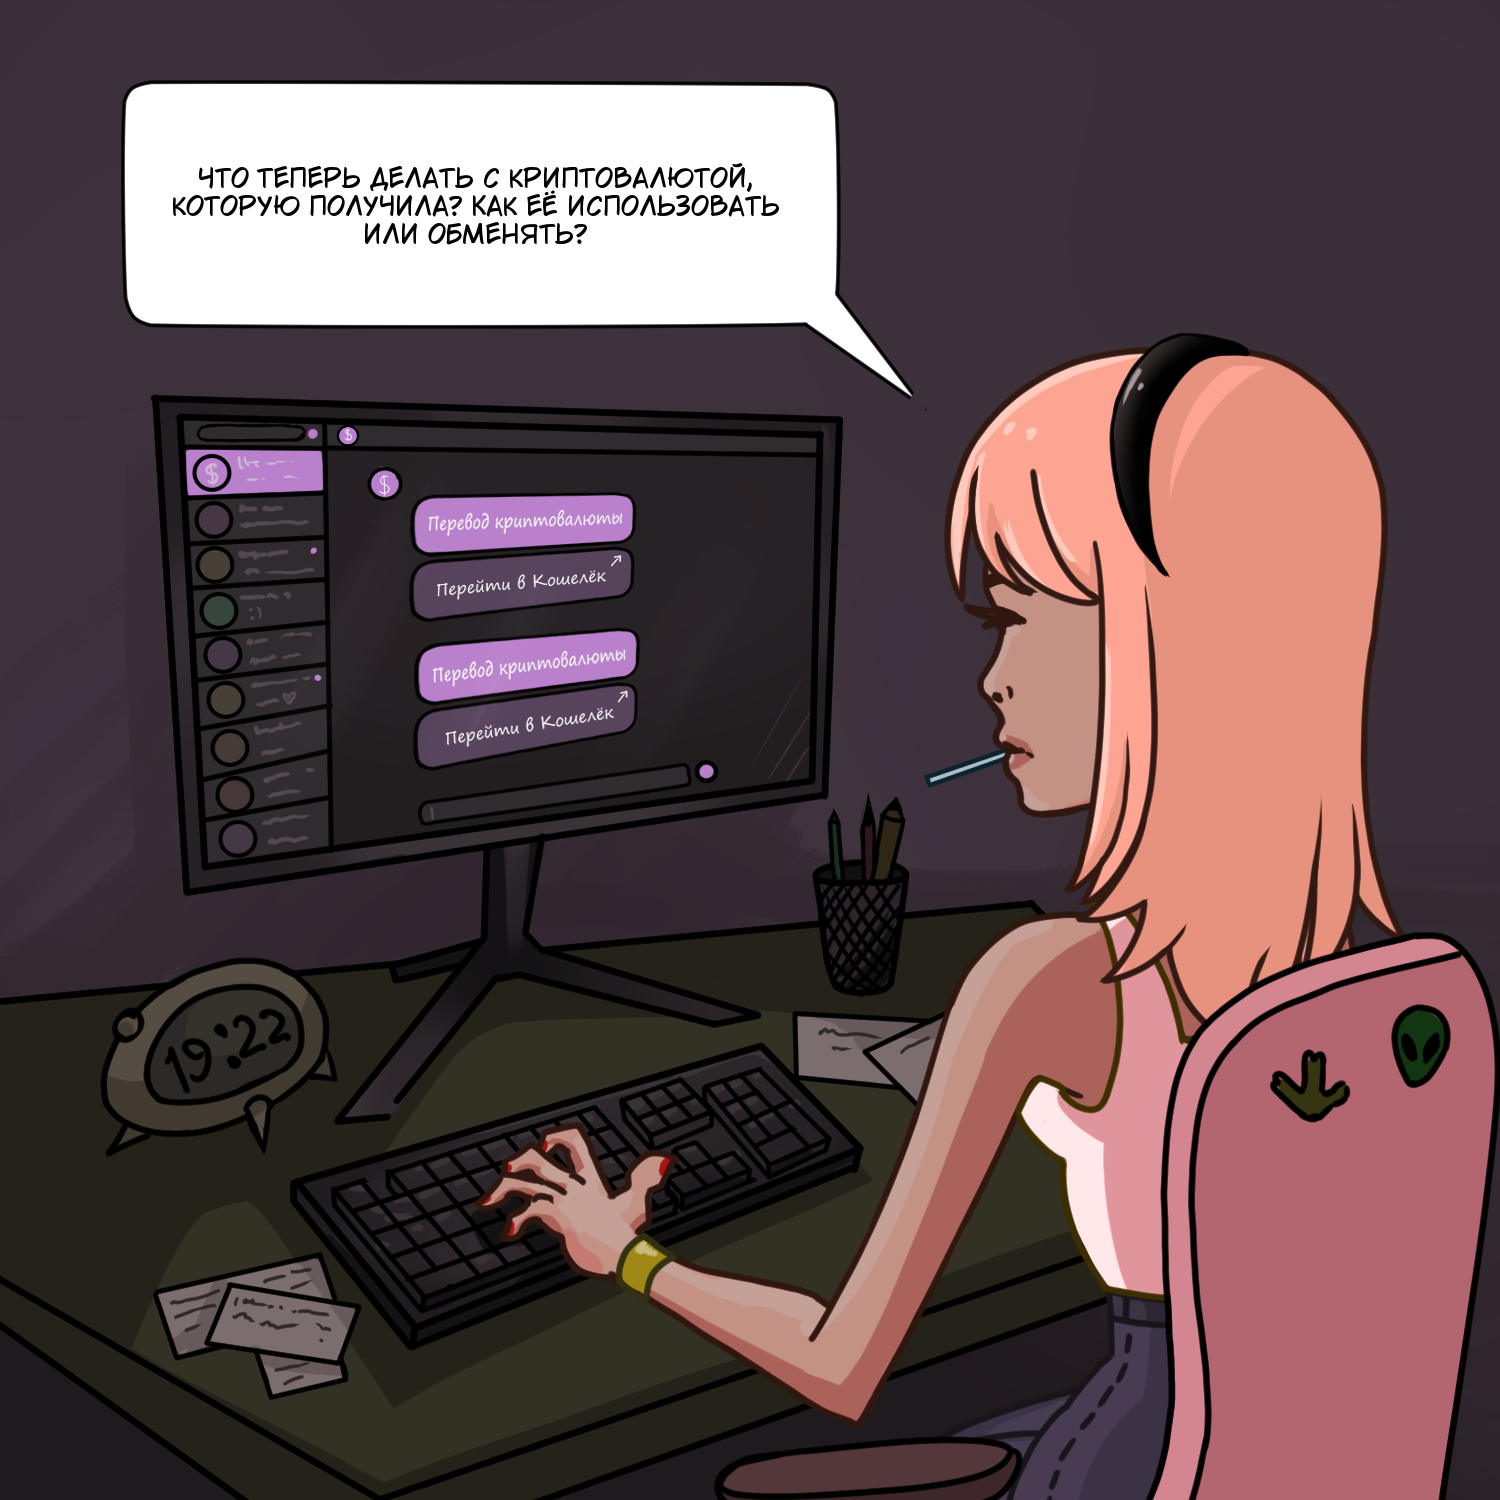 ЧТО ТЕПЕРЬ ДЕЛАТЬ С КРИПТОВАЛЮТОЙ,
КОТОРУЮ ПОЛУЧИЛА? КАК ЕЁ ИСПОЛЬЗОВАТЬ
ИЛИ ОБМЕНЯТЬ?
$
$
$
Перевод криптовалюты
Перейти в Кошелёк
:)
Перевод криптовалюты
Перейти в Кошелёк
19:22